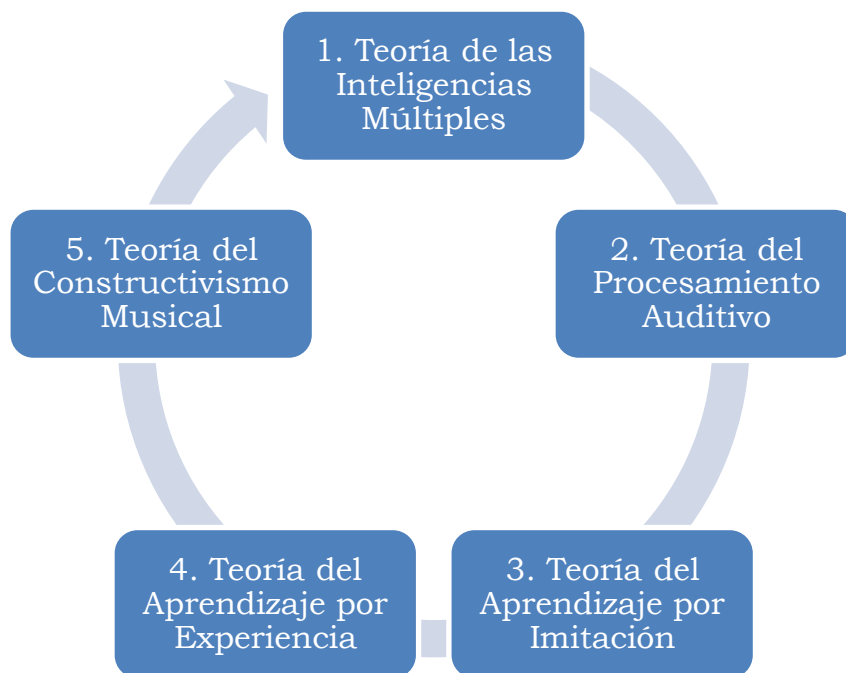 1. Teoría de las
Inteligencias
Múltiples
2. Teoría del
Procesamiento
Auditivo
3. Teoría del
Aprendizaje por
Imitación
4. Teoría del
Aprendizaje por
Experiencia
5. Teoría del
Constructivismo
Musical